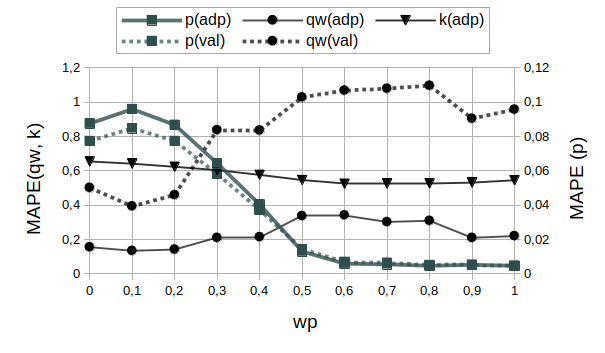 p(adp) qw(adp) k(adp)
p(val) qw(val)
1,2 0,12
1 0,1
0,8 0,08
0,6 0,06
0,4 0,04
0,2 0,02
0 0
MAPE(qw, k)
MAPE (p)
0 0,1 0,2 0,3 0,4 0,5 0,6 0,7 0,8 0,9 1
wp